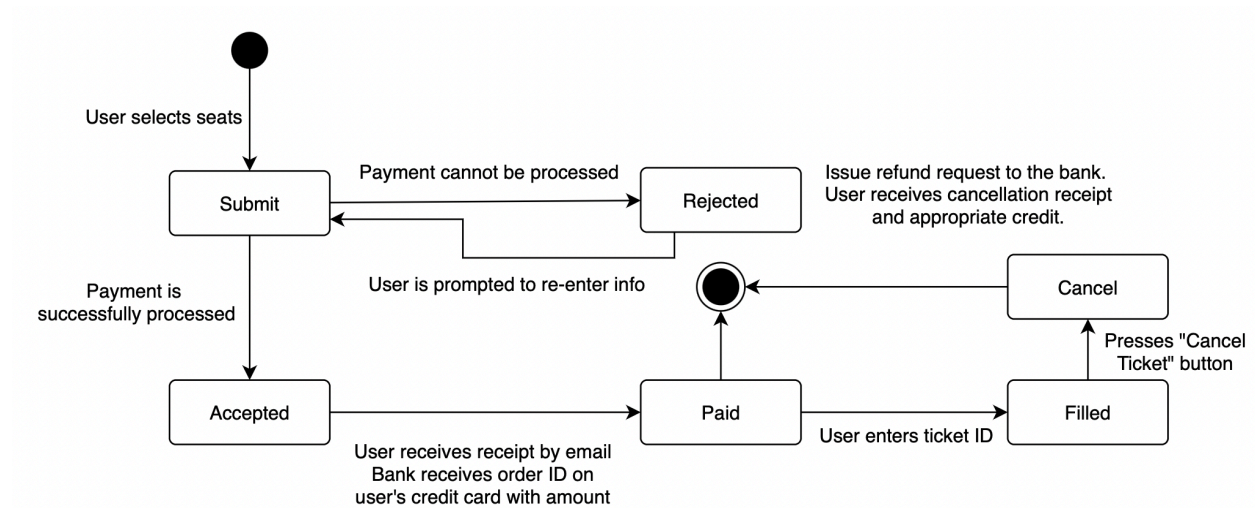 User selects seats
Submit
Payment cannot be processed
Rejected
Issue refund request to the bank.
User receives cancellation receipt
and appropriate credit.
User is prompted to re-enter info
Cancel
Payment is
successfully processed
Presses "Cancel
Ticket" button
Accepted
Paid
Filled
User enters ticket ID
User receives receipt by email
Bank receives order ID on
user's credit card with amount